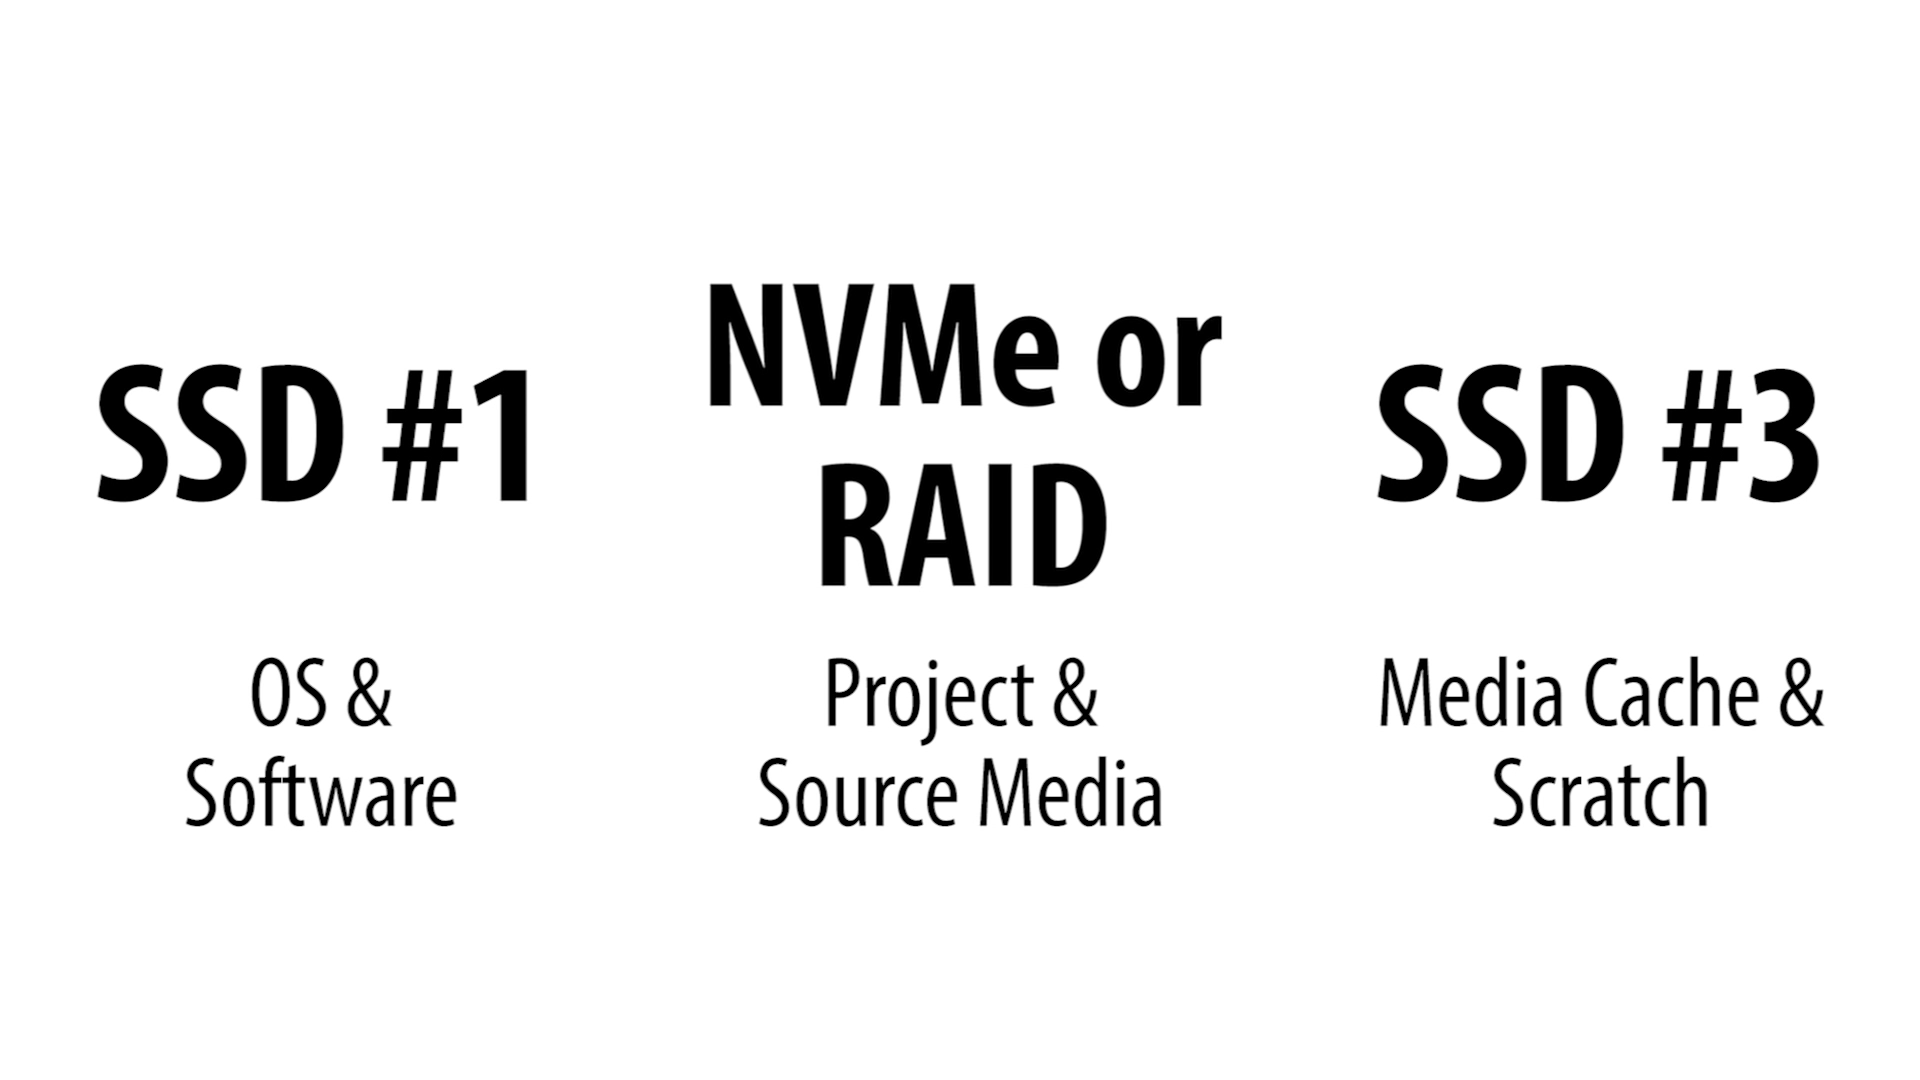 SSD #1
OS &
Software
NVMe or
RAID
Project &
Source Media
SSD #3
Media Cache &
Scratch